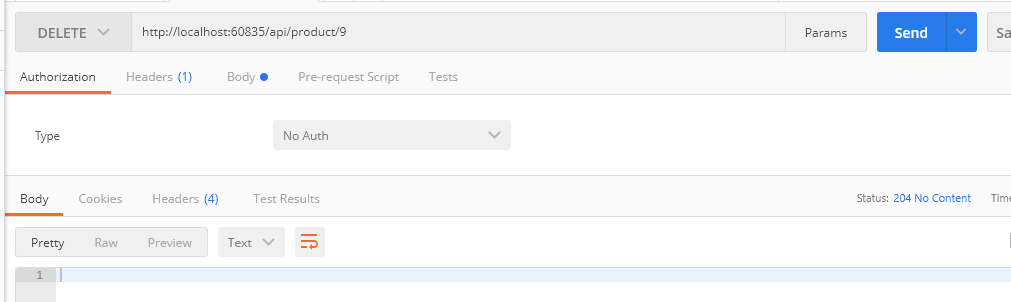 DELETE http://localhost:60835/api/product/9 Params Send Sa
Authorization Headers (1) Body Pre-request Script Tests
Type No Auth
Body Cookies Headers (4) Test Results Status: 204 No Content Time
Pretty Raw Preview Text
1